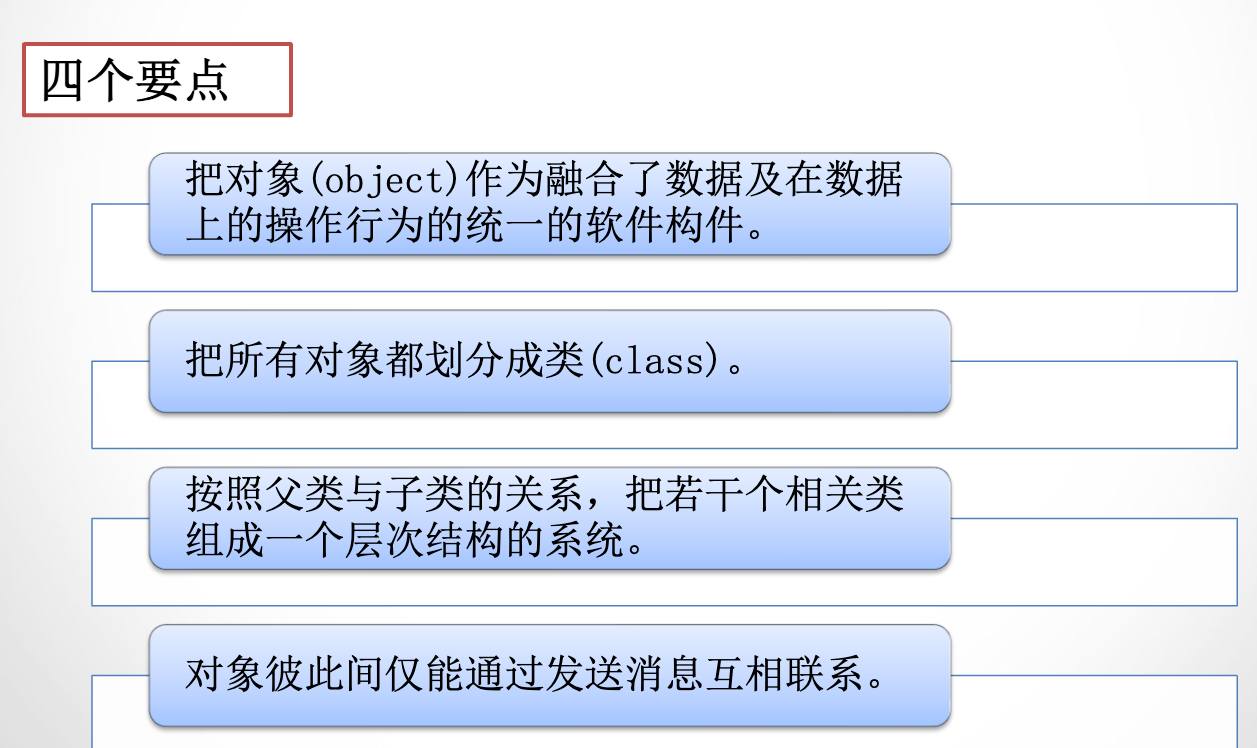 四个要点
把对象(object)作为融合了数据及在数据
上的操作行为的统一的软件构件。
把所有对象都划分成类(class)。
按照父类与子类的关系，把若干个相关类
组成一个层次结构的系统。
对象彼此间仅能通过发送消息互相联系。